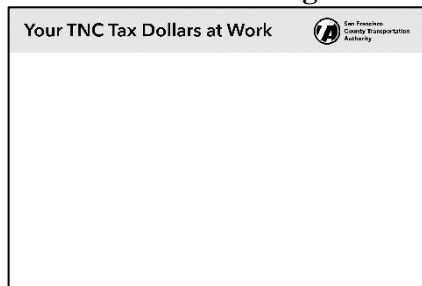 Your TNC Tax Dollars at Work
San Francisco
County Transportation
Authority